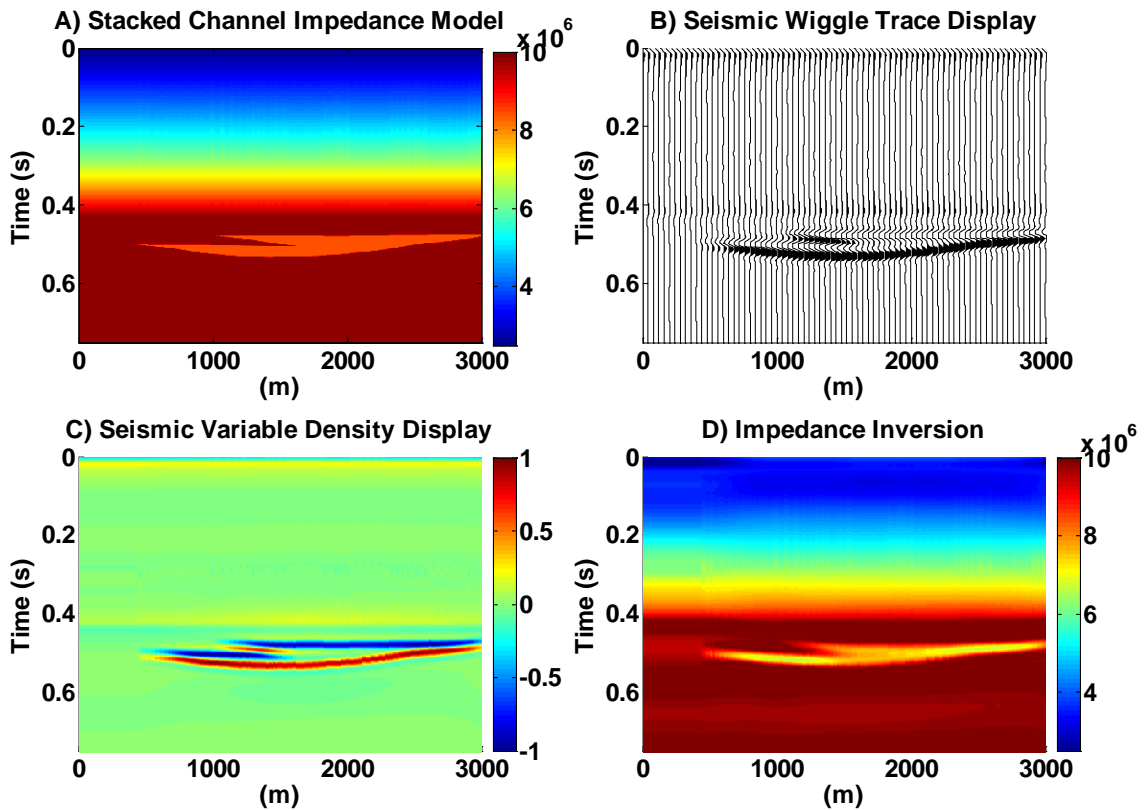 A) Stacked Channel Impedance Model
x 10^6
0
0.2
0.4
0.6
Time (s)
0 1000 2000 3000
(m)
10
8
6
4
B) Seismic Wiggle Trace Display
0
0.2
0.4
0.6
Time (s)
0 1000 2000 3000
(m)
C) Seismic Variable Density Display
0
0.2
0.4
0.6
Time (s)
0 1000 2000 3000
(m)
1
0.5
0
-0.5
-1
D) Impedance Inversion
x 10^6
0
0.2
0.4
0.6
Time (s)
0 1000 2000 3000
(m)
10
8
6
4